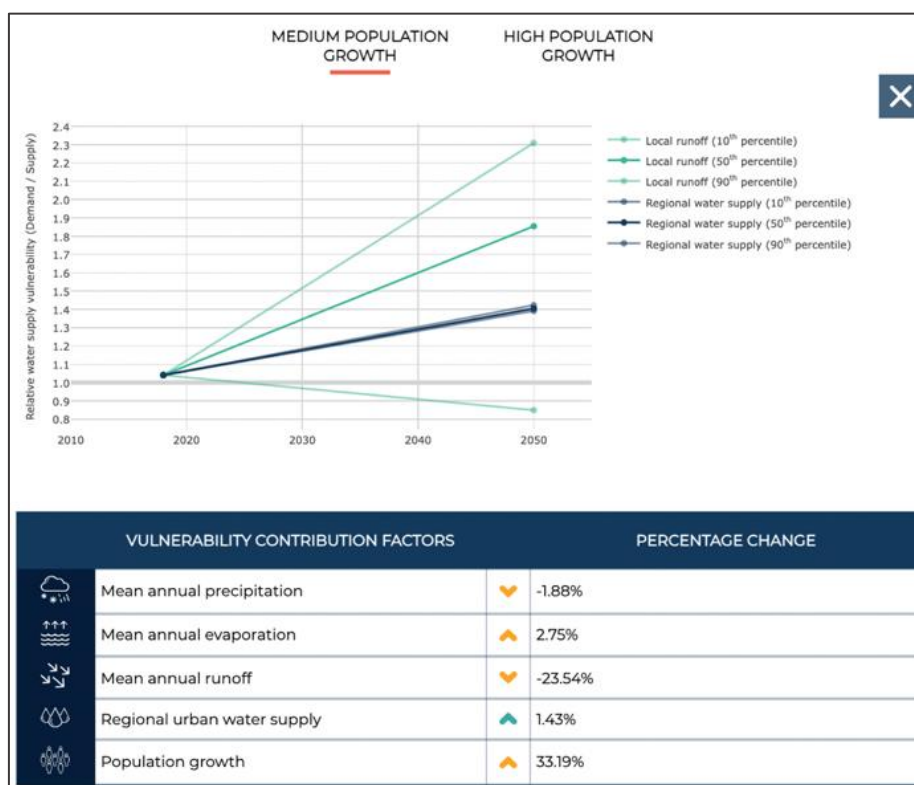 MEDIUM POPULATION
GROWTH
HIGH POPULATION
GROWTH
Relative water supply vulnerability (Demand / Supply)
2.4
2.3
2.2
2.1
2.0
1.9
1.8
1.7
1.6
1.5
1.4
1.3
1.2
1.1
1.0
0.9
0.8
2010 2020 2030 2040 2050
Local runoff (10th percentile)
Local runoff (50th percentile)
Local runoff (90th percentile)
Regional water supply (10th percentile)
Regional water supply (50th percentile)
Regional water supply (90th percentile)
VULNERABILITY CONTRIBUTION FACTORS PERCENTAGE CHANGE
Mean annual precipitation -1.88%
Mean annual evaporation 2.75%
Mean annual runoff -23.54%
Regional urban water supply 1.43%
Population growth 33.19%